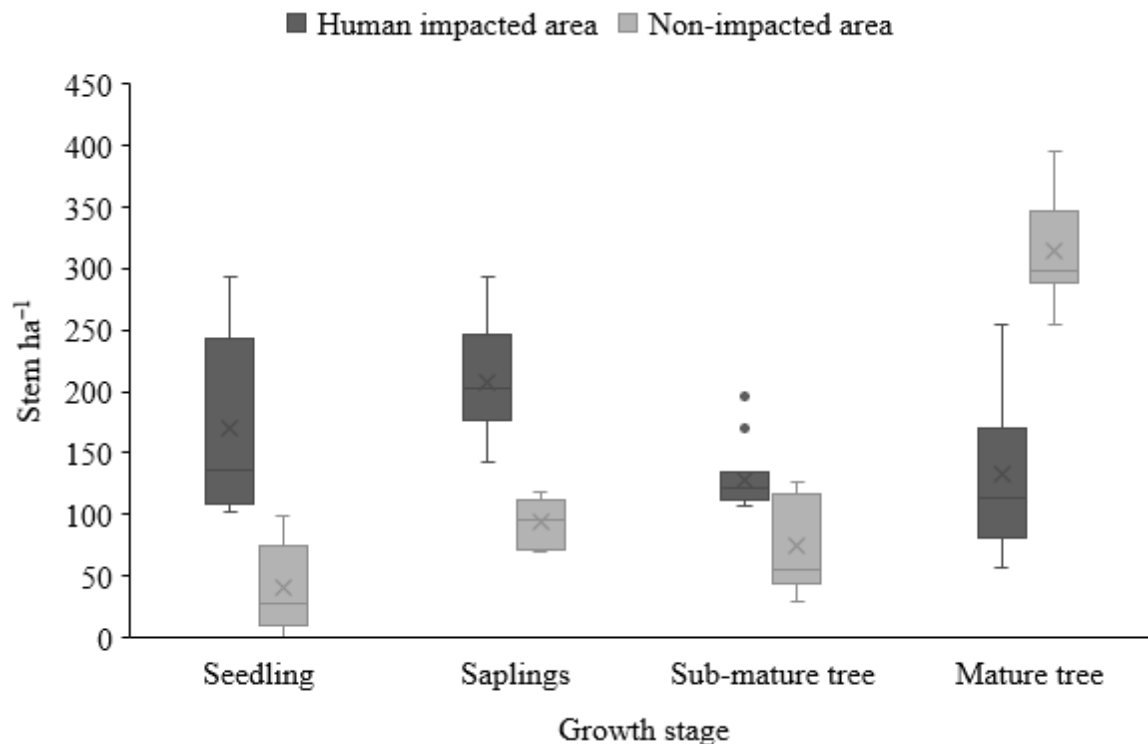 Human impacted area Non-impacted area
450
400
350
300
250
200
150
100
50
0
Stem ha⁻¹
Seedling Saplings Sub-mature tree Mature tree
Growth stage